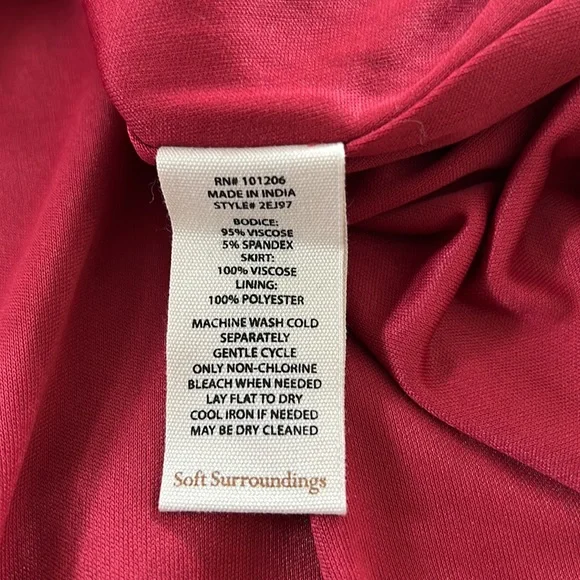 RN# 101206
MADE IN INDIA
STYLE# 2EJ97
BODICE:
95% VISCOSE
5% SPANDEX
SKIRT:
100% VISCOSE
LINING:
100% POLYESTER
MACHINE WASH COLD
SEPARATELY
GENTLE CYCLE
ONLY NON-CHLORINE
BLEACH WHEN NEEDED
LAY FLAT TO DRY
COOL IRON IF NEEDED
MAY BE DRY CLEANED
Soft Surroundings